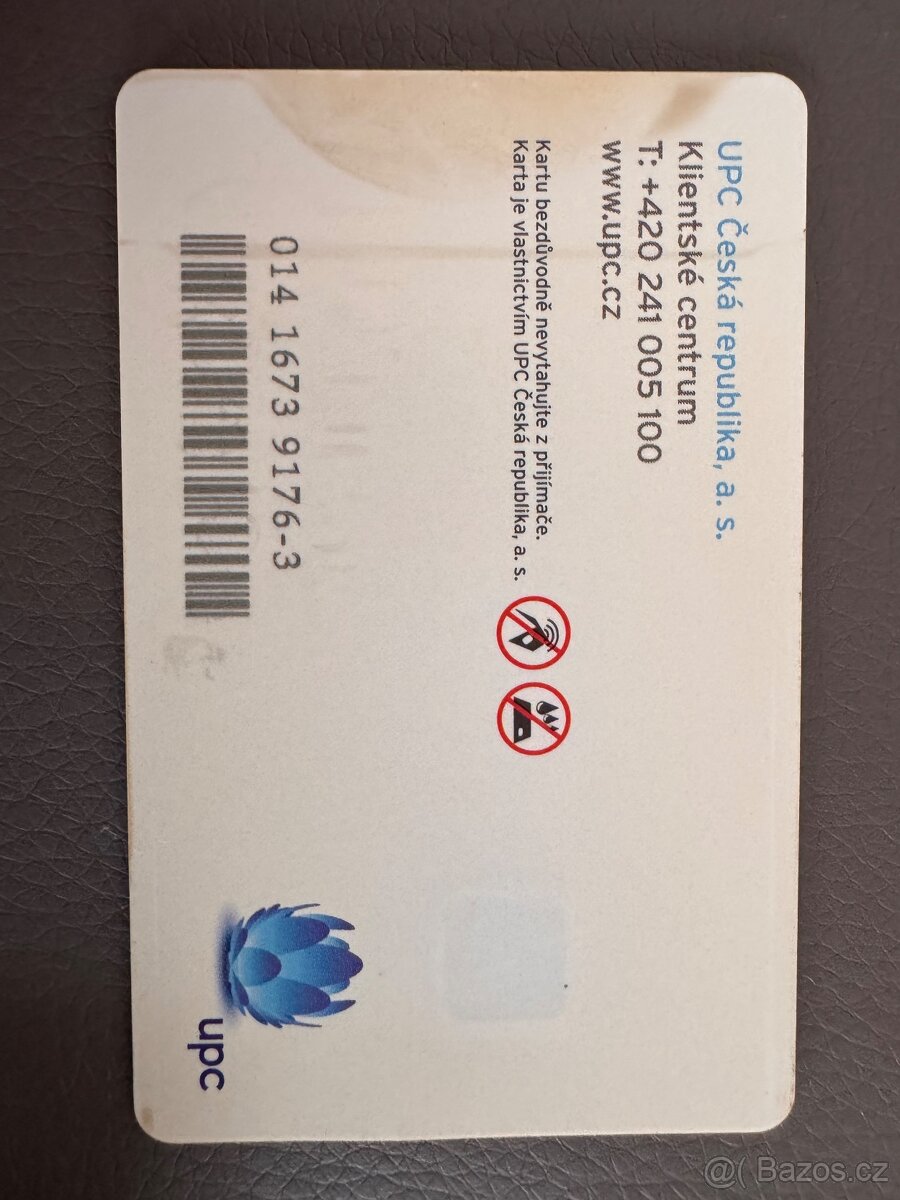 UPC Česká republika, a. s.
Klientské centrum
T: +420 241 005 100
www.upc.cz
Kartu bezdůvodně nevytahujte z přijímače.
Karta je vlastnictvím UPC Česká republika, a. s.
014 1673 9176-3
upc
@( Bazos.cz